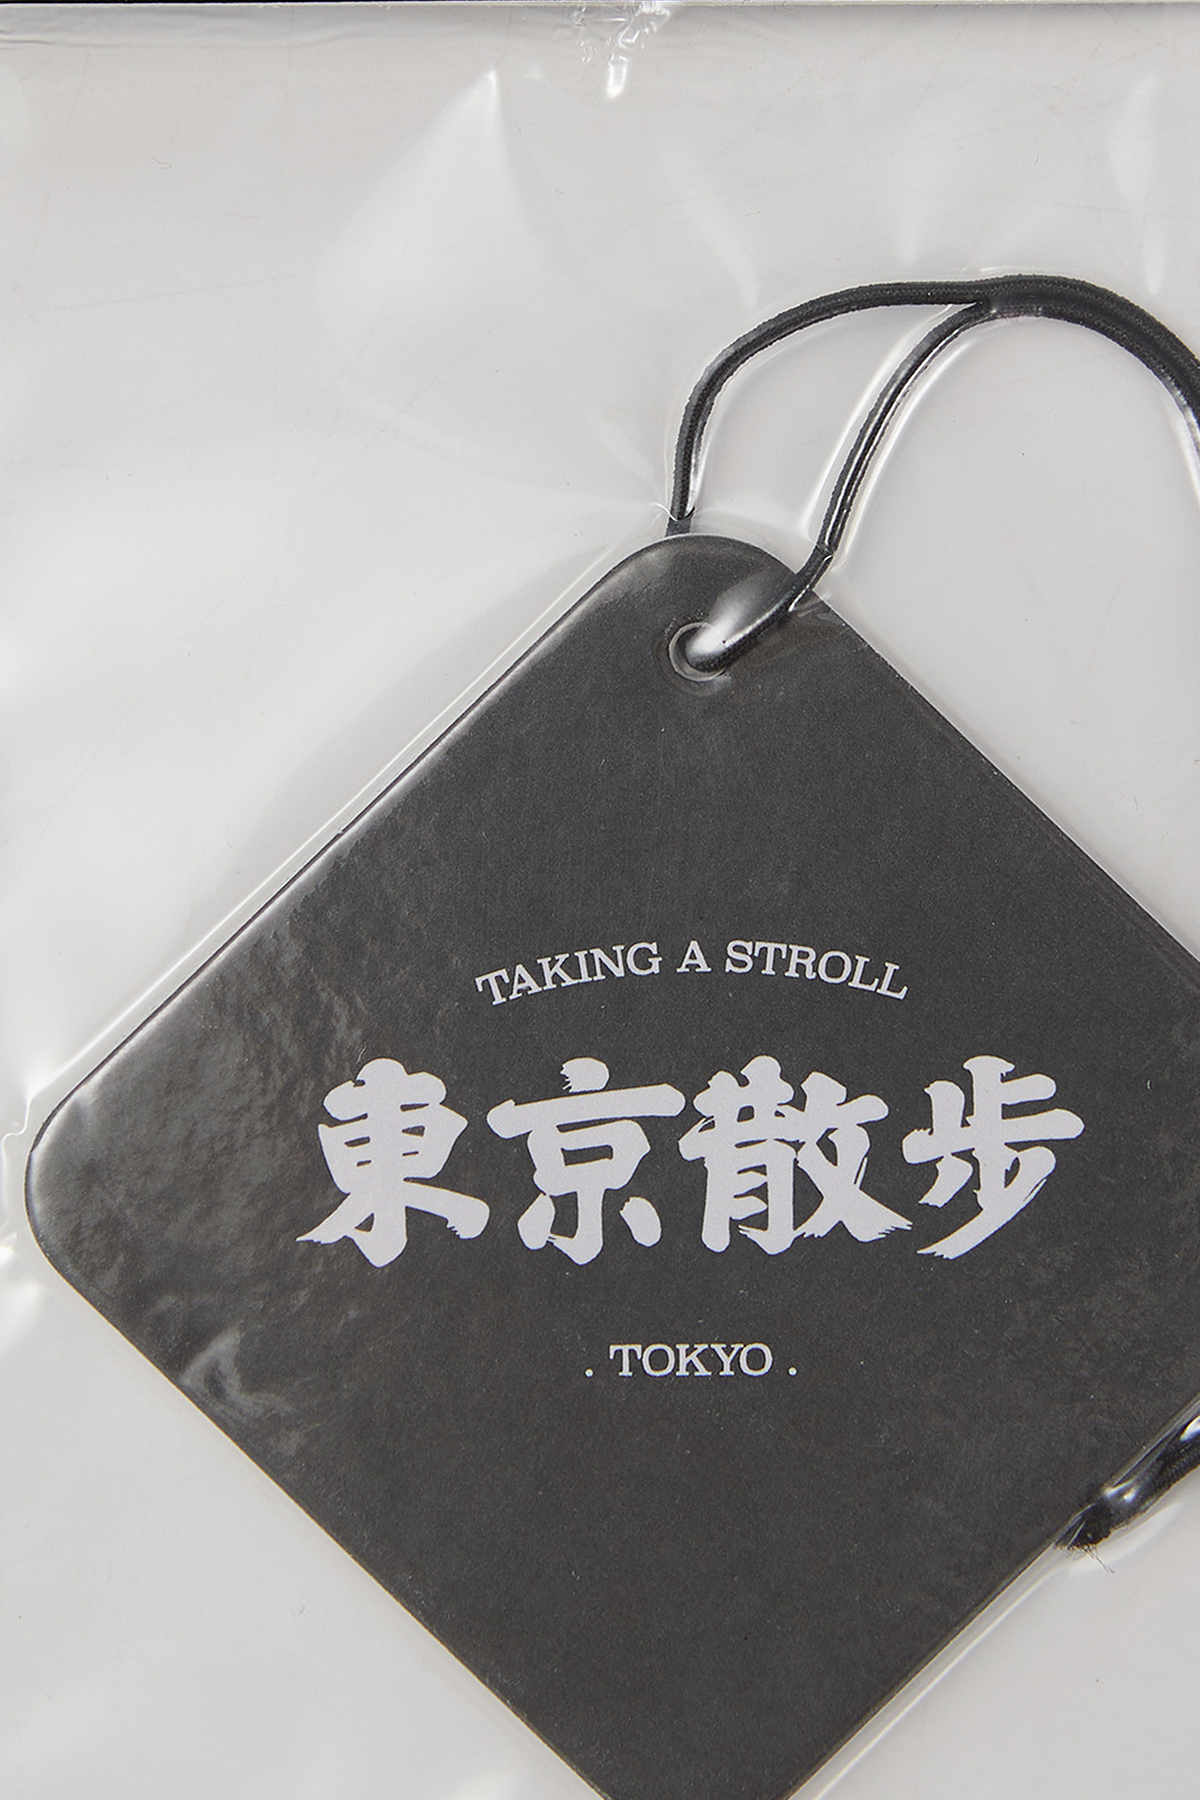 TAKING A STROLL
東京散歩
. TOKYO .